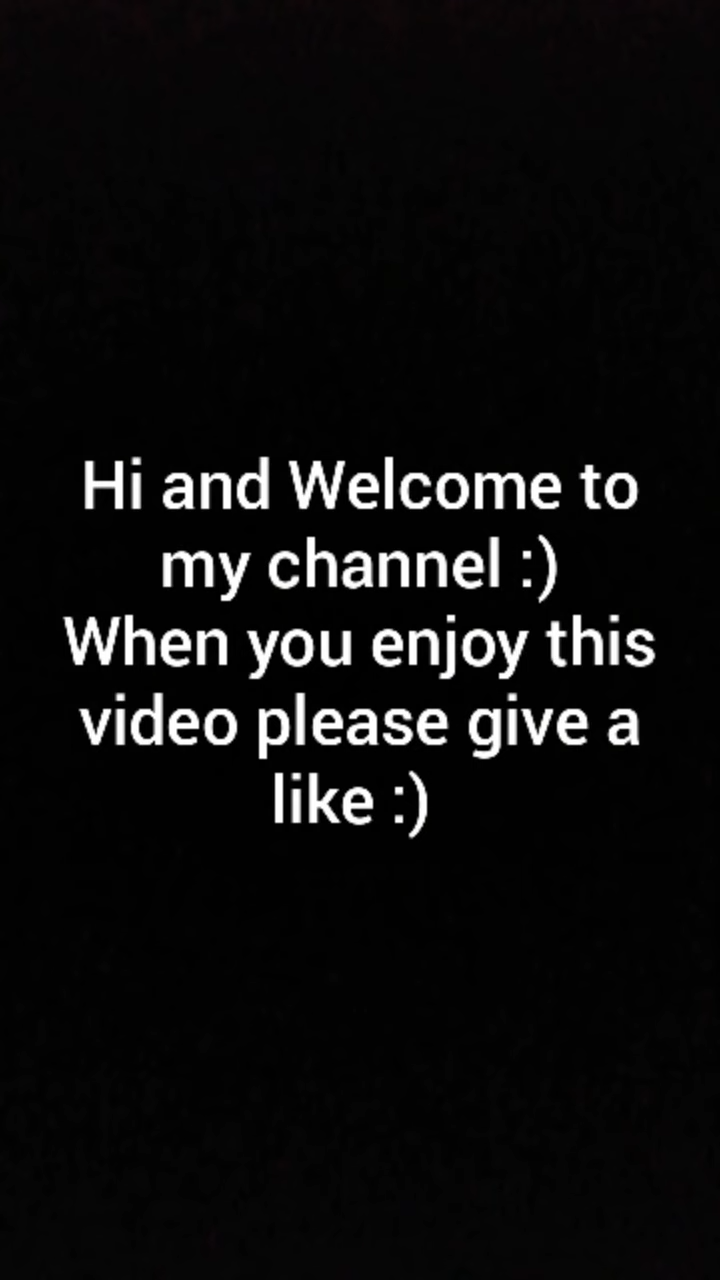 Hi and Welcome to
my channel :)
When you enjoy this
video please give a
like :)